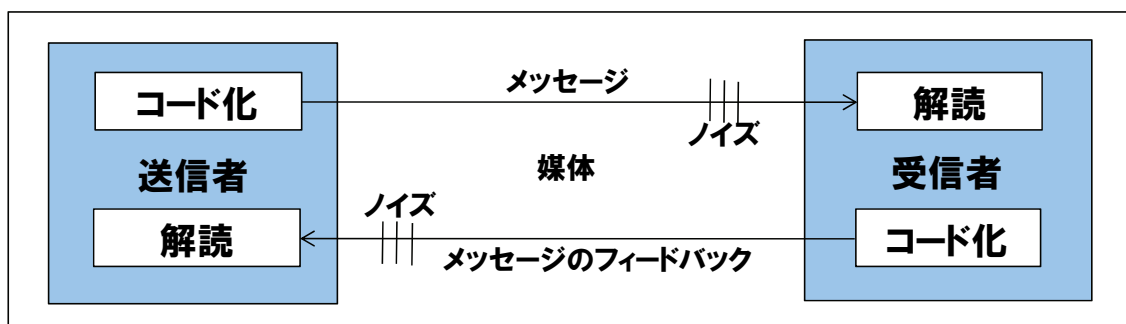 メッセージ
コード化
解読
ノイズ
送信者
媒体
受信者
ノイズ
解読
コード化
メッセージのフィードバック